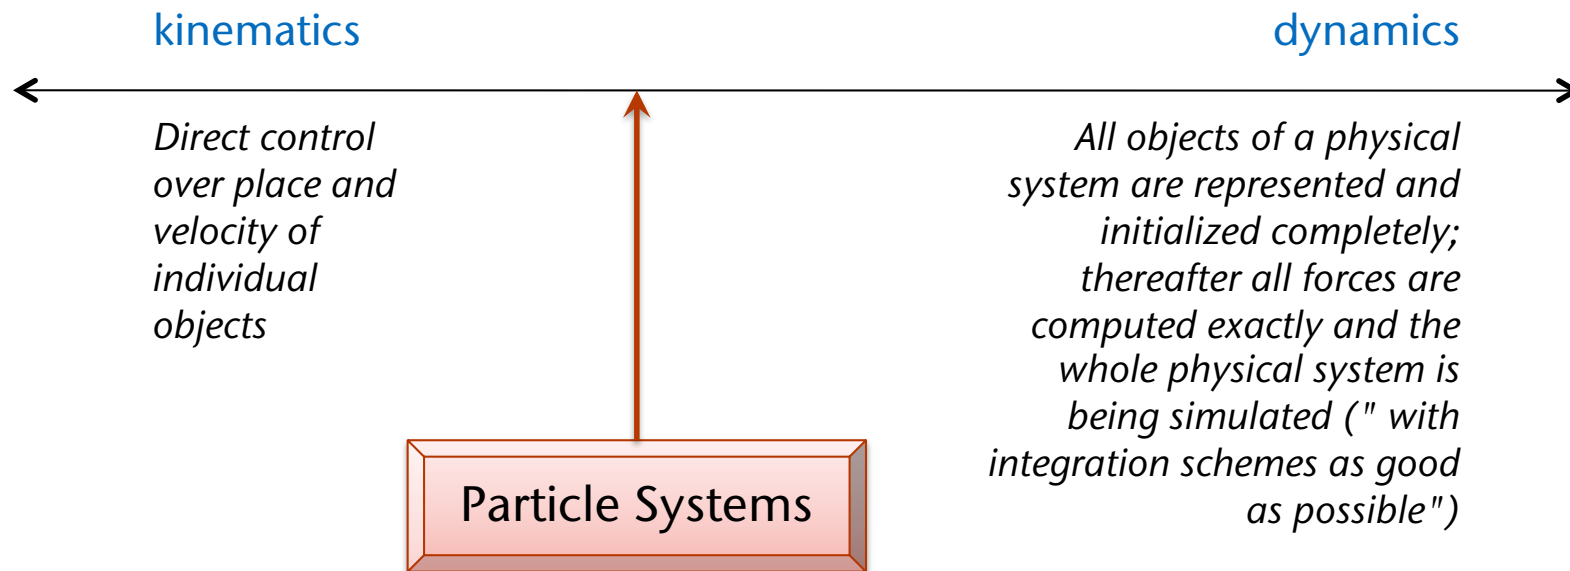 kinematics
dynamics
Direct control
over place and
velocity of
individual
objects
All objects of a physical
system are represented and
initialized completely;
thereafter all forces are
computed exactly and the
whole physical system is
being simulated (" with
integration schemes as good
as possible")
Particle Systems